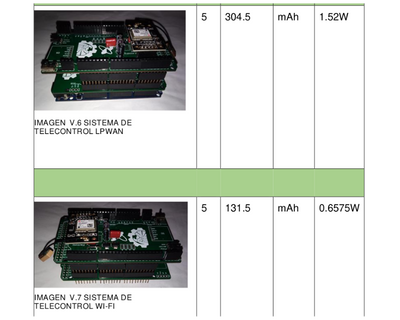 5 304.5 mAh 1.52W
IMAGEN V.6 SISTEMA DE
TELECONTROL LPWAN
5 131.5 mAh 0.6575W
IMAGEN V.7 SISTEMA DE
TELECONTROL WI-FI